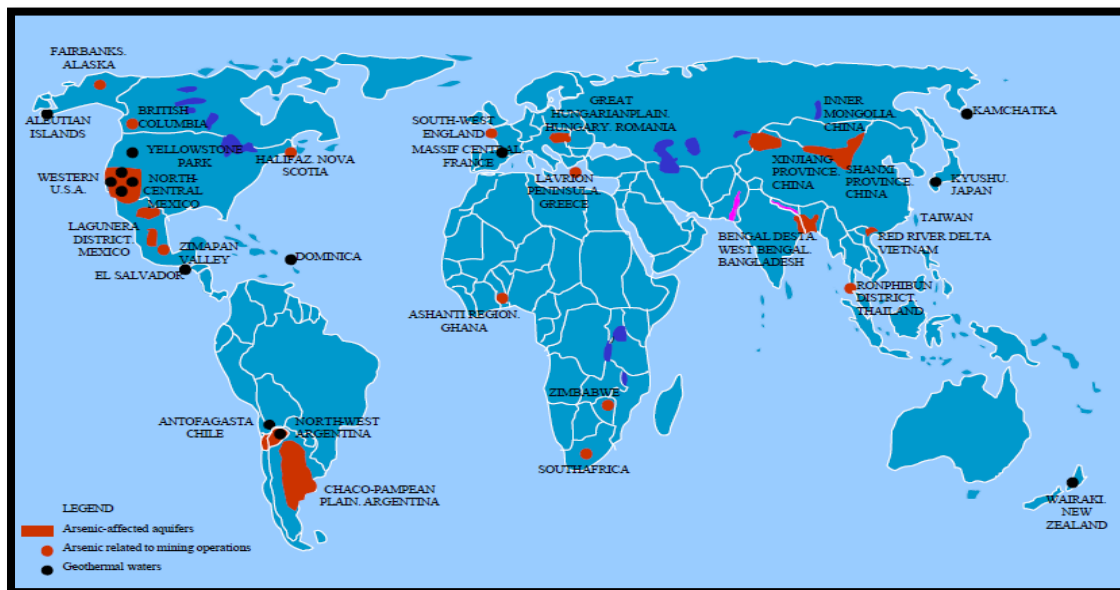 FAIRBANKS.
ALASKA
ALEUTIAN
ISLANDS
BRITISH
COLUMBIA
YELLOWSTONE
PARK
HALIFAZ. NOVA
SCOTIA
WESTERN
U.S.A.
NORTH-
CENTRAL
MEXICO
LAGUNERA
DISTRICT.
MEXICO
ZIMAPAN
VALLEY
EL SALVADOR
DOMINICA
ANTOFAGASTA
CHILE
NORTH-WEST
ARGENTINA
CHACO-PAMPEAN
PLAIN. ARGENTINA
SOUTH-WEST
ENGLAND
MASSIF CENTRAL
FRANCE
GREAT
HUNGARIANPLAIN.
HUNGARY. ROMANIA
LAVRION
PENINSULA.
GREECE
ASHANTI REGION.
GHANA
ZIMBABWE
SOUTHAFRICA
INNER
MONGOLIA.
CHINA
XINJIANG
PROVINCE.
CHINA
SHANXI
PROVINCE.
CHINA
KAMCHATKA
KYUSHU.
JAPAN
TAIWAN
BENGAL DESTA.
WEST BENGAL.
BANGLADESH
RED RIVER DELTA
VIETNAM
RONPHIBUN
DISTRICT.
THAILAND
WAIRAKI.
NEW
ZEALAND
LEGEND
Arsenic-affected aquifers
Arsenic related to mining operations
Geothermal waters